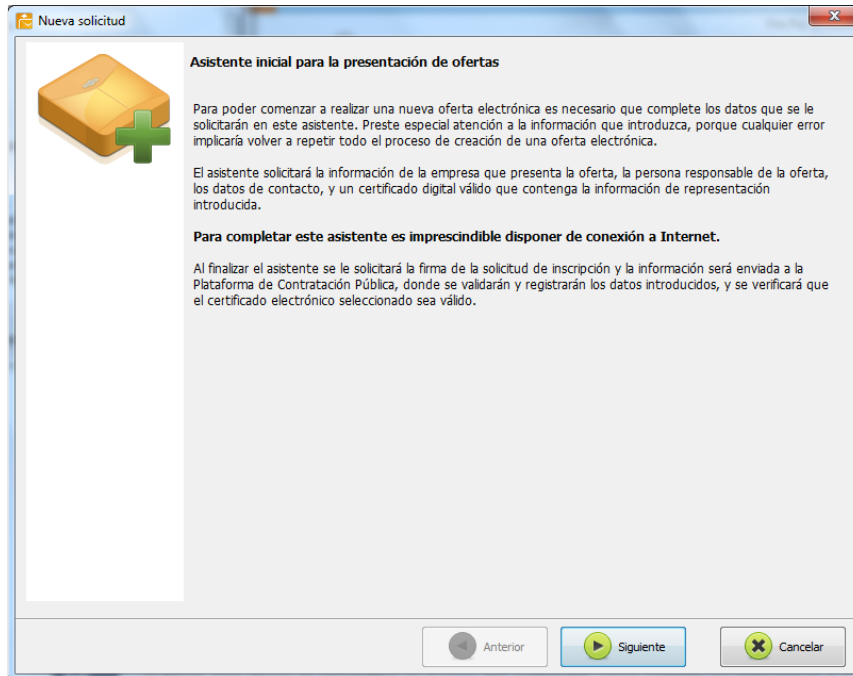 Nueva solicitud
Asistente inicial para la presentación de ofertas
Para poder comenzar a realizar una nueva oferta electrónica es necesario que complete los datos que se le
solicitarán en este asistente. Preste especial atención a la información que introduzca, porque cualquier error
implicaría volver a repetir todo el proceso de creación de una oferta electrónica.
El asistente solicitará la información de la empresa que presenta la oferta, la persona responsable de la oferta,
los datos de contacto, y un certificado digital válido que contenga la información de representación
introducida.
Para completar este asistente es imprescindible disponer de conexión a Internet.
Al finalizar el asistente se le solicitará la firma de la solicitud de inscripción y la información será enviada a la
Plataforma de Contratación Pública, donde se validarán y registrarán los datos introducidos, y se verificará que
el certificado electrónico seleccionado sea válido.
Anterior
Siguiente
Cancelar